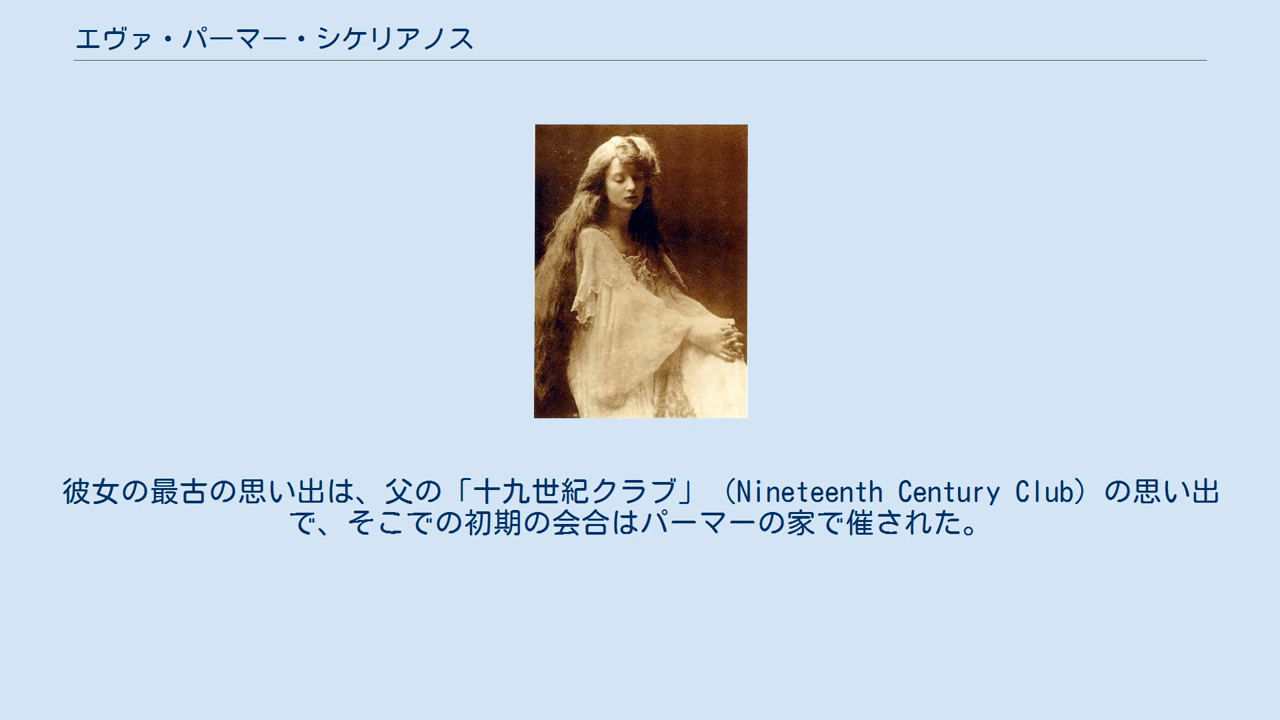 エヴァ・パーマー・シケリアノス
彼女の最古の思い出は、父の「十九世紀クラブ」（Nineteenth Century Club）の思い出
で、そこでの初期の会合はパーマーの家で催された。